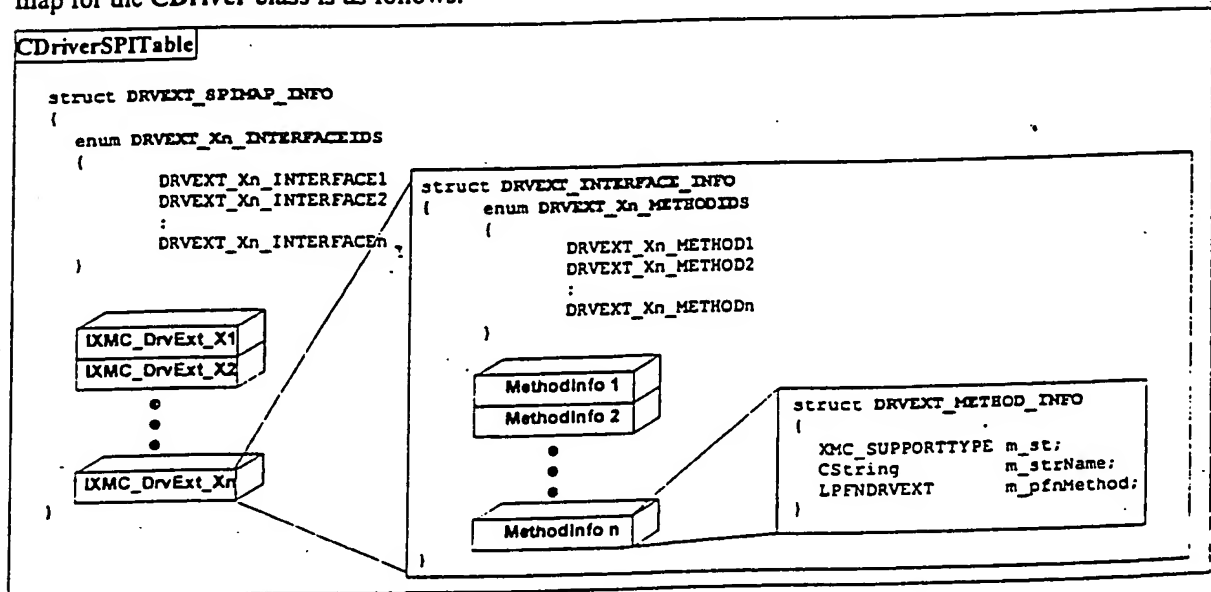 map for the CDriver class is as follows:
CDriverSPITable
struct DRVEXT_SPIMAP_INFO
{
enum DRVEXT_Xn_INTERFACEIDS
{
DRVEXT_Xn_INTERFACE1
DRVEXT_Xn_INTERFACE2
:
DRVEXT_Xn_INTERFACEn
}
IXMC_DrvExt_X1
IXMC_DrvExt_X2
IXMC_DrvExt_Xn
}
struct DRVEXT_INTERFACE_INFO
{ enum DRVEXT_Xn_METHODIDS
{
DRVEXT_Xn_METHOD1
DRVEXT_Xn_METHOD2
:
DRVEXT_Xn_METHODn
}
MethodInfo 1
MethodInfo 2
MethodInfo n
}
struct DRVEXT_METHOD_INFO
{
XMC_SUPPORTTYPE m_st;
CString m_strName;
LPFNDRVEXT m_pfnMethod;
}